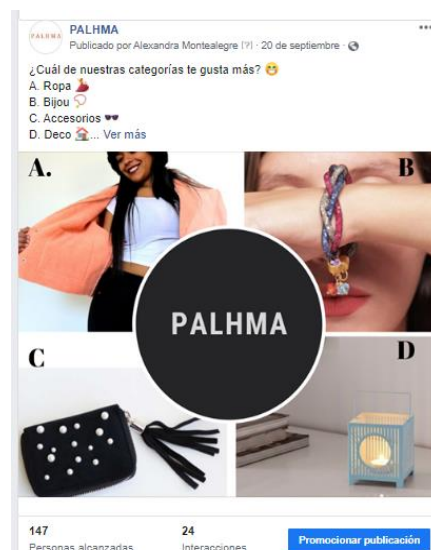 PALHMA
PALHMA
Publicado por Alexandra Montealegre [?] · 20 de septiembre ·
¿Cuál de nuestras categorías te gusta más? 😁
A. Ropa 💃
B. Bijou 📿
C. Accesorios 🕶
D. Deco 🏠... Ver más
A.
B
PALHMA
C
D
147
24
Personas alcanzadas
Interacciones
Promocionar publicación